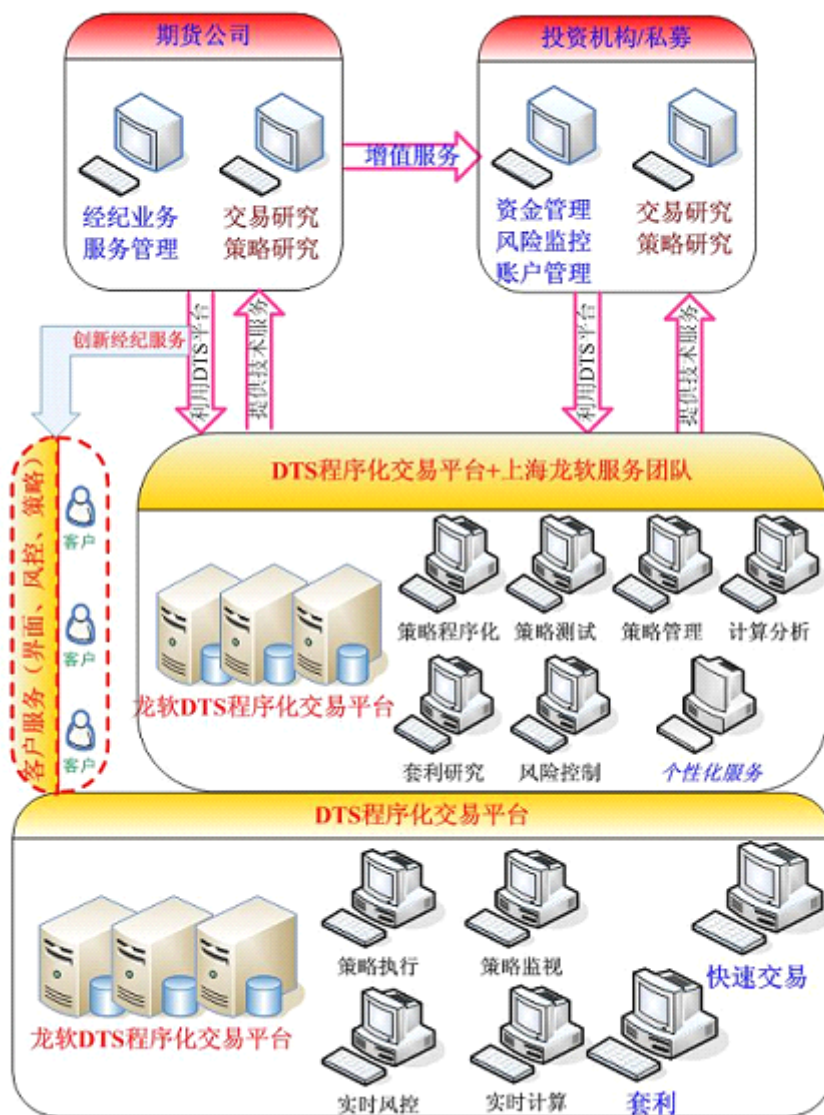 期货公司
投资机构/私募
经纪业务
服务管理
交易研究
策略研究
增值服务
资金管理
风险监控
账户管理
交易研究
策略研究
创新经纪服务
利用DTS平台
提供技术服务
利用DTS平台
提供技术服务
客户服务（界面、风控、策略）
客户
客户
客户
DTS程序化交易平台+上海龙软服务团队
龙软DTS程序化交易平台
策略程序化
策略测试
策略管理
计算分析
套利研究
风险控制
个性化服务
DTS程序化交易平台
龙软DTS程序化交易平台
策略执行
策略监视
快速交易
实时风控
实时计算
套利